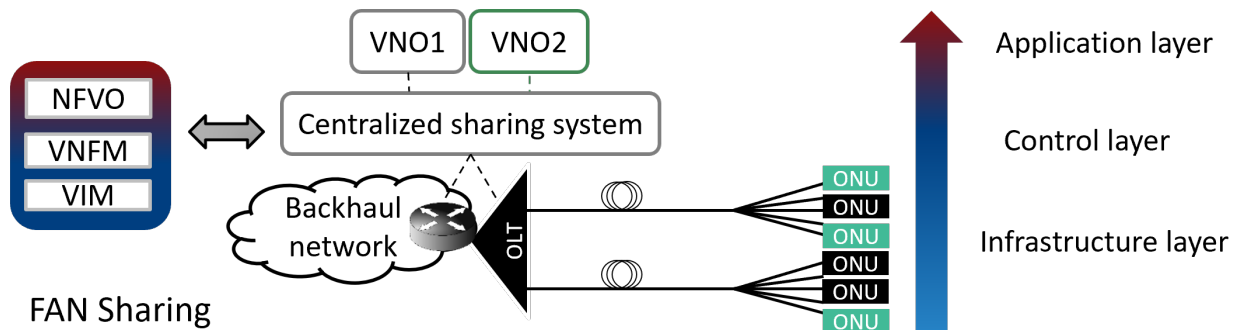 VNO1
VNO2
Application layer
NFVO
VNFM
VIM
Centralized sharing system
Control layer
Backhaul
network
OLT
ONU
ONU
ONU
ONU
ONU
ONU
Infrastructure layer
FAN Sharing